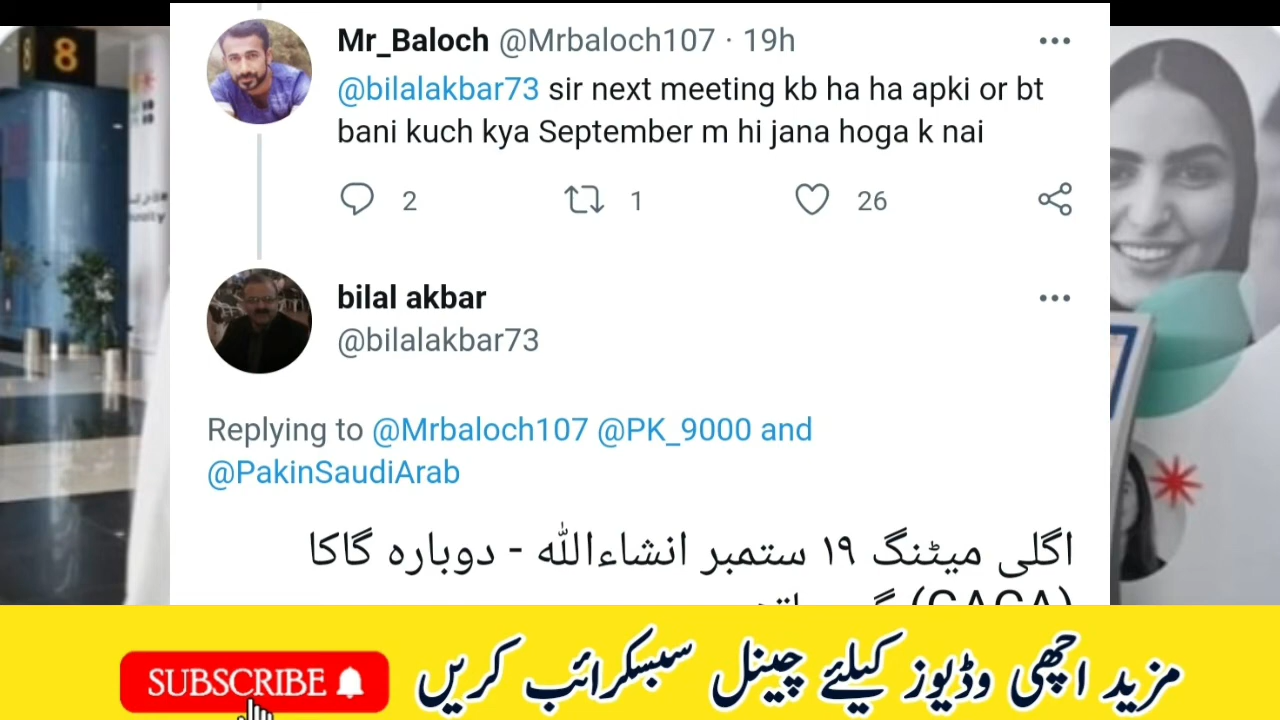 8
Mr_Baloch @Mrbaloch107 · 19h
@bilalakbar73 sir next meeting kb ha ha apki or bt
bani kuch kya September m hi jana hoga k nai
2 1 26
bilal akbar
@bilalakbar73
Replying to @Mrbaloch107 @PK_9000 and
@PakinSaudiArab
اگلی میٹنگ ١٩ ستمبر انشاءاللہ - دوبارہ گاکا
(GACA)
SUBSCRIBE
مزید اچھی وڈیوز کیلئے چینل سبسکرائب کریں